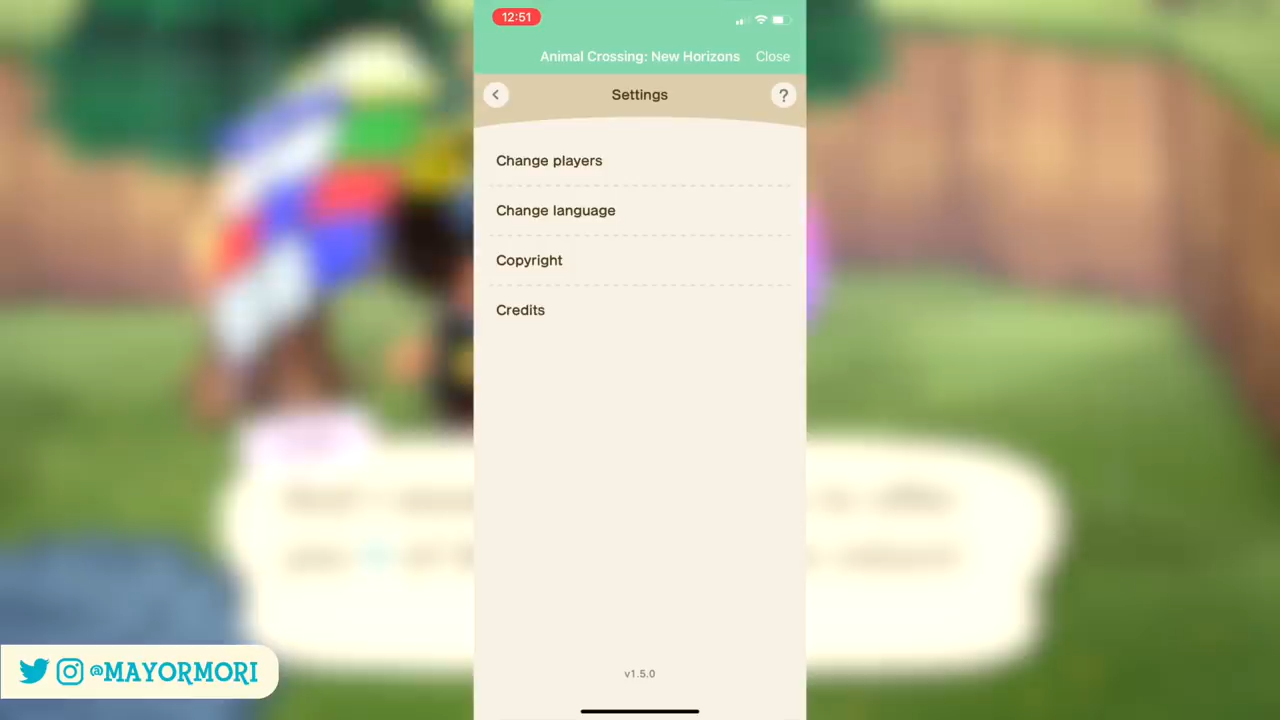 12:51
Animal Crossing: New Horizons Close
Settings ?
Change players
Change language
Copyright
Credits
v1.5.0
@MAYORMORI